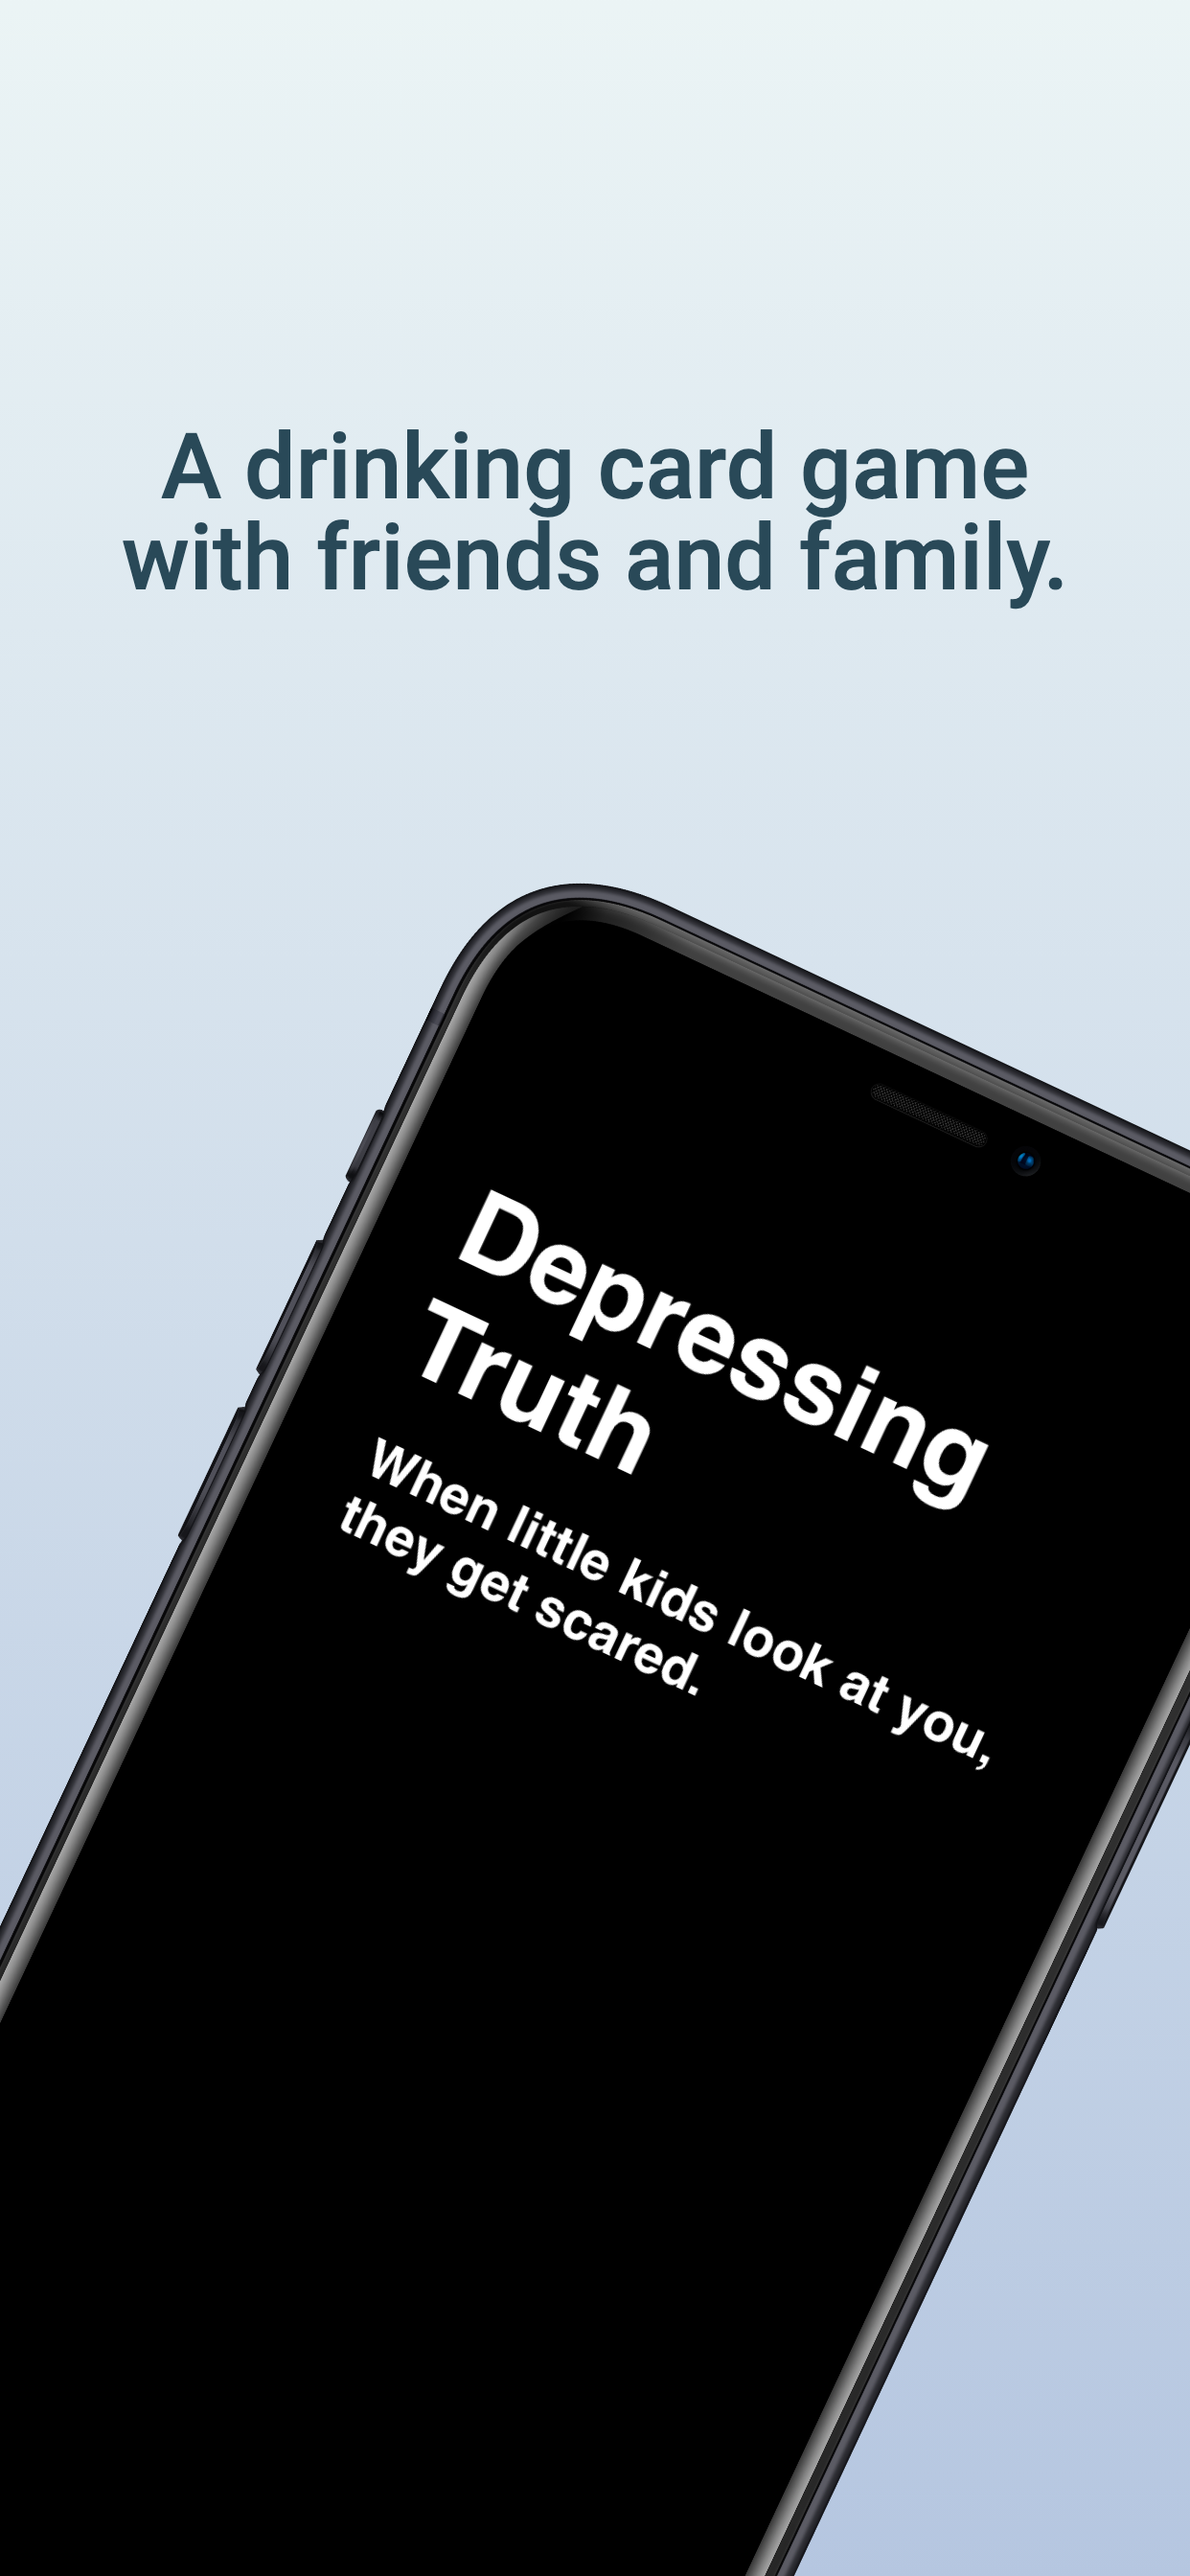 A drinking card game
with friends and family.
Depressing
Truth
When little kids look at you,
they get scared.